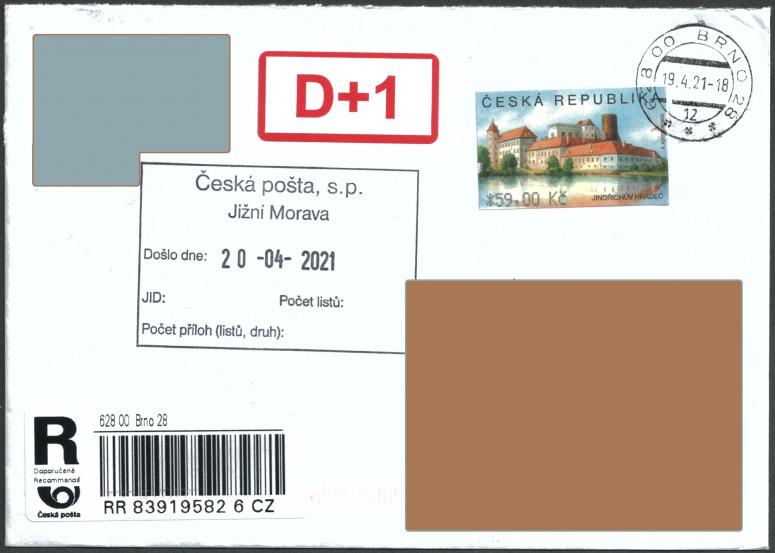 D+1
628 00 BRNO 28
19.4.21-18
12
ČESKÁ REPUBLIKA
*59.00 Kč
JINDŘICHŮV HRADEC
Česká pošta, s.p.
Jižní Morava
Došlo dne: 20 -04- 2021
JID: Počet listů:
Počet příloh (listů, druh):
R
Doporučeně
Recommandé
Česká pošta
628 00 Brno 28
RR 83919582 6 CZ